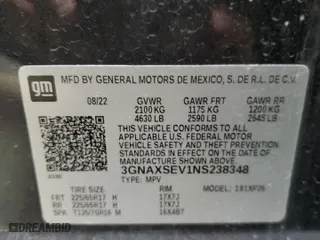 gm
MFD BY GENERAL MOTORS DE MEXICO, S. DE R.L. DE C.V.
08/22 GVWR GAWR FRT GAWR RR
2100 KG 1175 KG 1200 KG
4630 LB 2590 LB 2645 LB
THIS VEHICLE CONFORMS TO ALL
APPLICABLE U.S. FEDERAL MOTOR
VEHICLE SAFETY AND THEFT PREVENTION
STANDARDS IN EFFECT ON THE DATE OF
MANUFACTURE SHOWN ABOVE.
3GNAXSEV1NS238348
TYPE: MPV MODEL:
TIRE SIZE SPEED RTG RIM
FRT 225/65R17 H 17X7J
RR 225/65R17 H 17X7J
SPA T135/70R16 M 16X4BT
DREAMBID